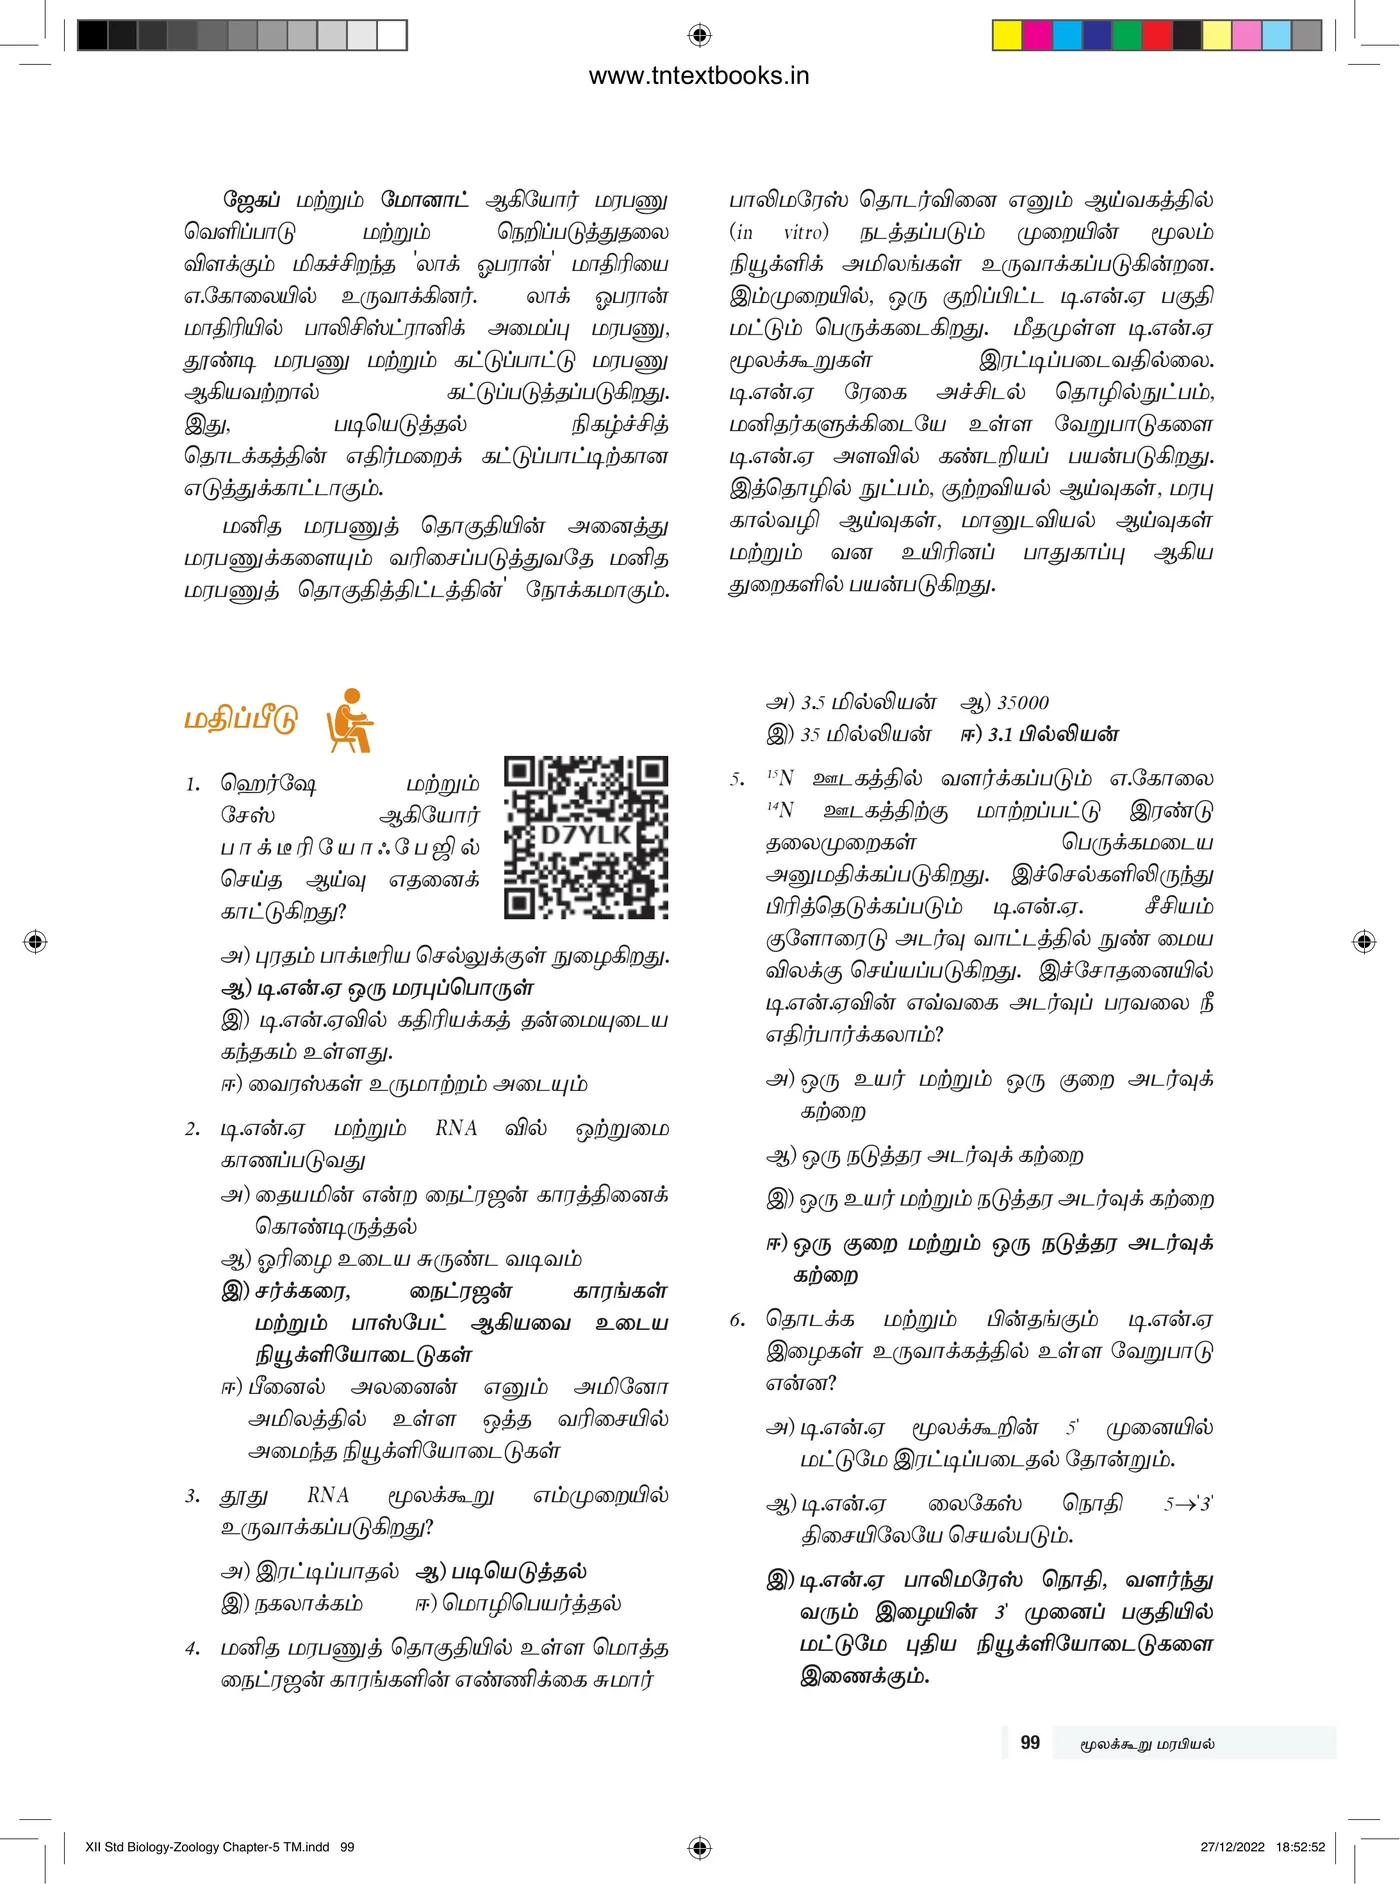 www.tntextbooks.in
ஜேகப் மற்றும் மோனாட் ஆகியோர் மரபணு
வெளிப்பாடு மற்றும் நெறிப்படுத்துதலை
விளக்கும் மிகச்சிறந்த 'லாக் ஓபரான்' மாதிரியை
எ.கோலையில் உருவாக்கினர். லாக் ஓபரான்
மாதிரியில் பாலிசிஸ்ட்ரானிக் அமைப்பு மரபணு,
தூண்டி மரபணு மற்றும் கட்டுப்பாட்டு மரபணு
ஆகியவற்றால் கட்டுப்படுத்தப்படுகிறது.
இது, படியெடுத்தல் நிகழ்ச்சித்
தொடக்கத்தின் எதிர்மறைக் கட்டுப்பாட்டிற்கான
எடுத்துக்காட்டாகும்.
மனித மரபணுத் தொகுதியின் அனைத்து
மரபணுக்களையும் வரிசைப்படுத்துவதே மனித
மரபணுத் தொகுதித்திட்டத்தின்' நோக்கமாகும்.
பாலிமரேஸ் தொடர்வினை எனும் ஆய்வகத்தில்
(in vitro) நடத்தப்படும் முறையின் மூலம்
நியூக்ளிக் அமிலங்கள் உருவாக்கப்படுகின்றன.
இம்முறையில், ஒரு குறிப்பிட்ட டி.என்.ஏ பகுதி
மட்டும் பெருக்கடைகிறது. மீதமுள்ள டி.என்.ஏ
மூலக்கூறுகள் இரட்டிப்படைவதில்லை.
டி.என்.ஏ ரேகை அச்சிடல் தொழில்நுட்பம்,
மனிதர்களுக்கிடையே உள்ள வேறுபாடுகளை
டி.என்.ஏ அளவில் கண்டறியப் பயன்படுகிறது.
இத்தொழில் நுட்பம், குற்றவியல் ஆய்வுகள், மரபு
கால்வழி ஆய்வுகள், மானுடவியல் ஆய்வுகள்
மற்றும் வன உயிரினப் பாதுகாப்பு ஆகிய
துறைகளில் பயன்படுகிறது.
மதிப்பீடு
1. ஹெர்ஷே மற்றும்
சேஸ் ஆகியோர்
பாக்டீரியோஃபேஜில்
செய்த ஆய்வு எதனைக்
காட்டுகிறது?
D7YLK
அ) புரதம் பாக்டீரிய செல்லுக்குள் நுழைகிறது.
ஆ) டி.என்.ஏ ஒரு மரபுப்பொருள்
இ) டி.என்.ஏவில் கதிரியக்கத் தன்மையுடைய
கந்தகம் உள்ளது.
ஈ) வைரஸ்கள் உருமாற்றம் அடையும்
2. டி.என்.ஏ மற்றும் RNA வில் ஒற்றுமை
காணப்படுவது
அ) தையமின் என்ற நைட்ரஜன் காரத்தினைக்
கொண்டிருத்தல்
ஆ) ஓரிழை உடைய சுருண்ட வடிவம்
இ) சர்க்கரை, நைட்ரஜன் காரங்கள்
மற்றும் பாஸ்பேட் ஆகியவை உடைய
நியூக்ளியோடைடுகள்
ஈ) பீனைல் அலனைன் எனும் அமினோ
அமிலத்தில் உள்ள ஒத்த வரிசையில்
அமைந்த நியூக்ளியோடைடுகள்
3. தூது RNA மூலக்கூறு எம்முறையில்
உருவாக்கப்படுகிறது?
அ) இரட்டிப்பாதல் ஆ) படியெடுத்தல்
இ) நகலாக்கம் ஈ) மொழிபெயர்த்தல்
4. மனித மரபணுத் தொகுதியில் உள்ள மொத்த
நைட்ரஜன் காரங்களின் எண்ணிக்கை சுமார்
அ) 3.5 மில்லியன் ஆ) 35000
இ) 35 மில்லியன் ஈ) 3.1 பில்லியன்
5. ¹⁵N ஊடகத்தில் வளர்க்கப்படும் எ.கோலை
¹⁴N ஊடகத்திற்கு மாற்றப்பட்டு இரண்டு
தலைமுறைகள் பெருக்கமடைய
அனுமதிக்கப்படுகிறது. இச்செல்களிலிருந்து
பிரித்தெடுக்கப்படும் டி.என்.ஏ. சீசியம்
குளோரைடு அடர்வு வாட்டத்தில் நுண் மைய
விலக்கு செய்யப்படுகிறது. இச்சோதனையில்
டி.என்.ஏவின் எவ்வகை அடர்வுப் பரவலை நீ
எதிர்பார்க்கலாம்?
அ) ஒரு உயர் மற்றும் ஒரு குறை அடர்வுக்
கற்றை
ஆ) ஒரு நடுத்தர அடர்வுக் கற்றை
இ) ஒரு உயர் மற்றும் நடுத்தர அடர்வுக் கற்றை
ஈ) ஒரு குறை மற்றும் ஒரு நடுத்தர அடர்வுக்
கற்றை
6. தொடக்க மற்றும் பின்தங்கும் டி.என்.ஏ
இழைகள் உருவாக்கத்தில் உள்ள வேறுபாடு
என்ன?
அ) டி.என்.ஏ மூலக்கூறின் 5' முனையில்
மட்டுமே இரட்டிப்படைதல் தோன்றும்.
ஆ) டி.என்.ஏ லைகேஸ் நொதி 5→'3'
திசையிலேயே செயல்படும்.
இ) டி.என்.ஏ பாலிமரேஸ் நொதி, வளர்ந்து
வரும் இழையின் 3' முனைப் பகுதியில்
மட்டுமே புதிய நியூக்ளியோடைடுகளை
இணைக்கும்.
99 மூலக்கூறு மரபியல்
XII Std Biology-Zoology Chapter-5 TM.indd 99 27/12/2022 18:52:52